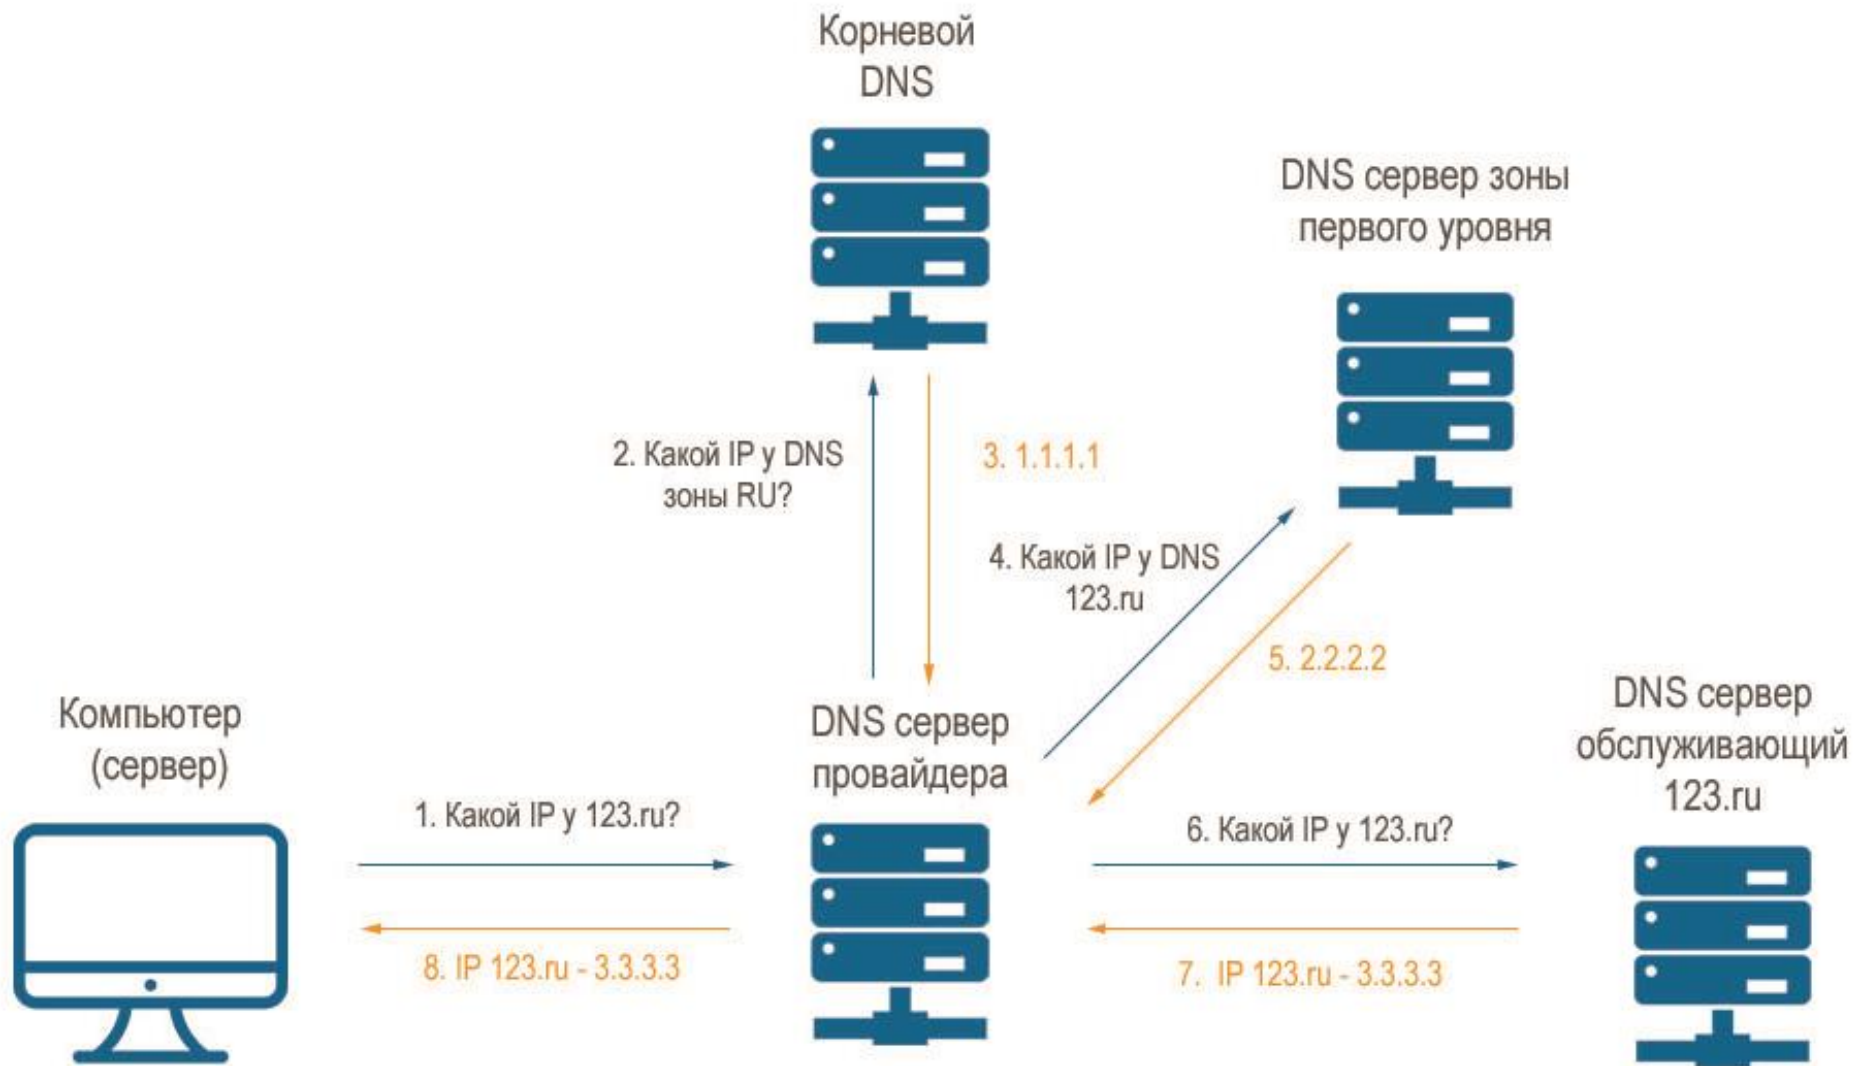 Корневой
DNS
DNS сервер зоны
первого уровня
2. Какой IP у DNS
зоны RU?
3. 1.1.1.1
4. Какой IP у DNS
123.ru
5. 2.2.2.2
Компьютер
(сервер)
DNS сервер
провайдера
DNS сервер
обслуживающий
123.ru
1. Какой IP у 123.ru?
6. Какой IP у 123.ru?
8. IP 123.ru - 3.3.3.3
7. IP 123.ru - 3.3.3.3